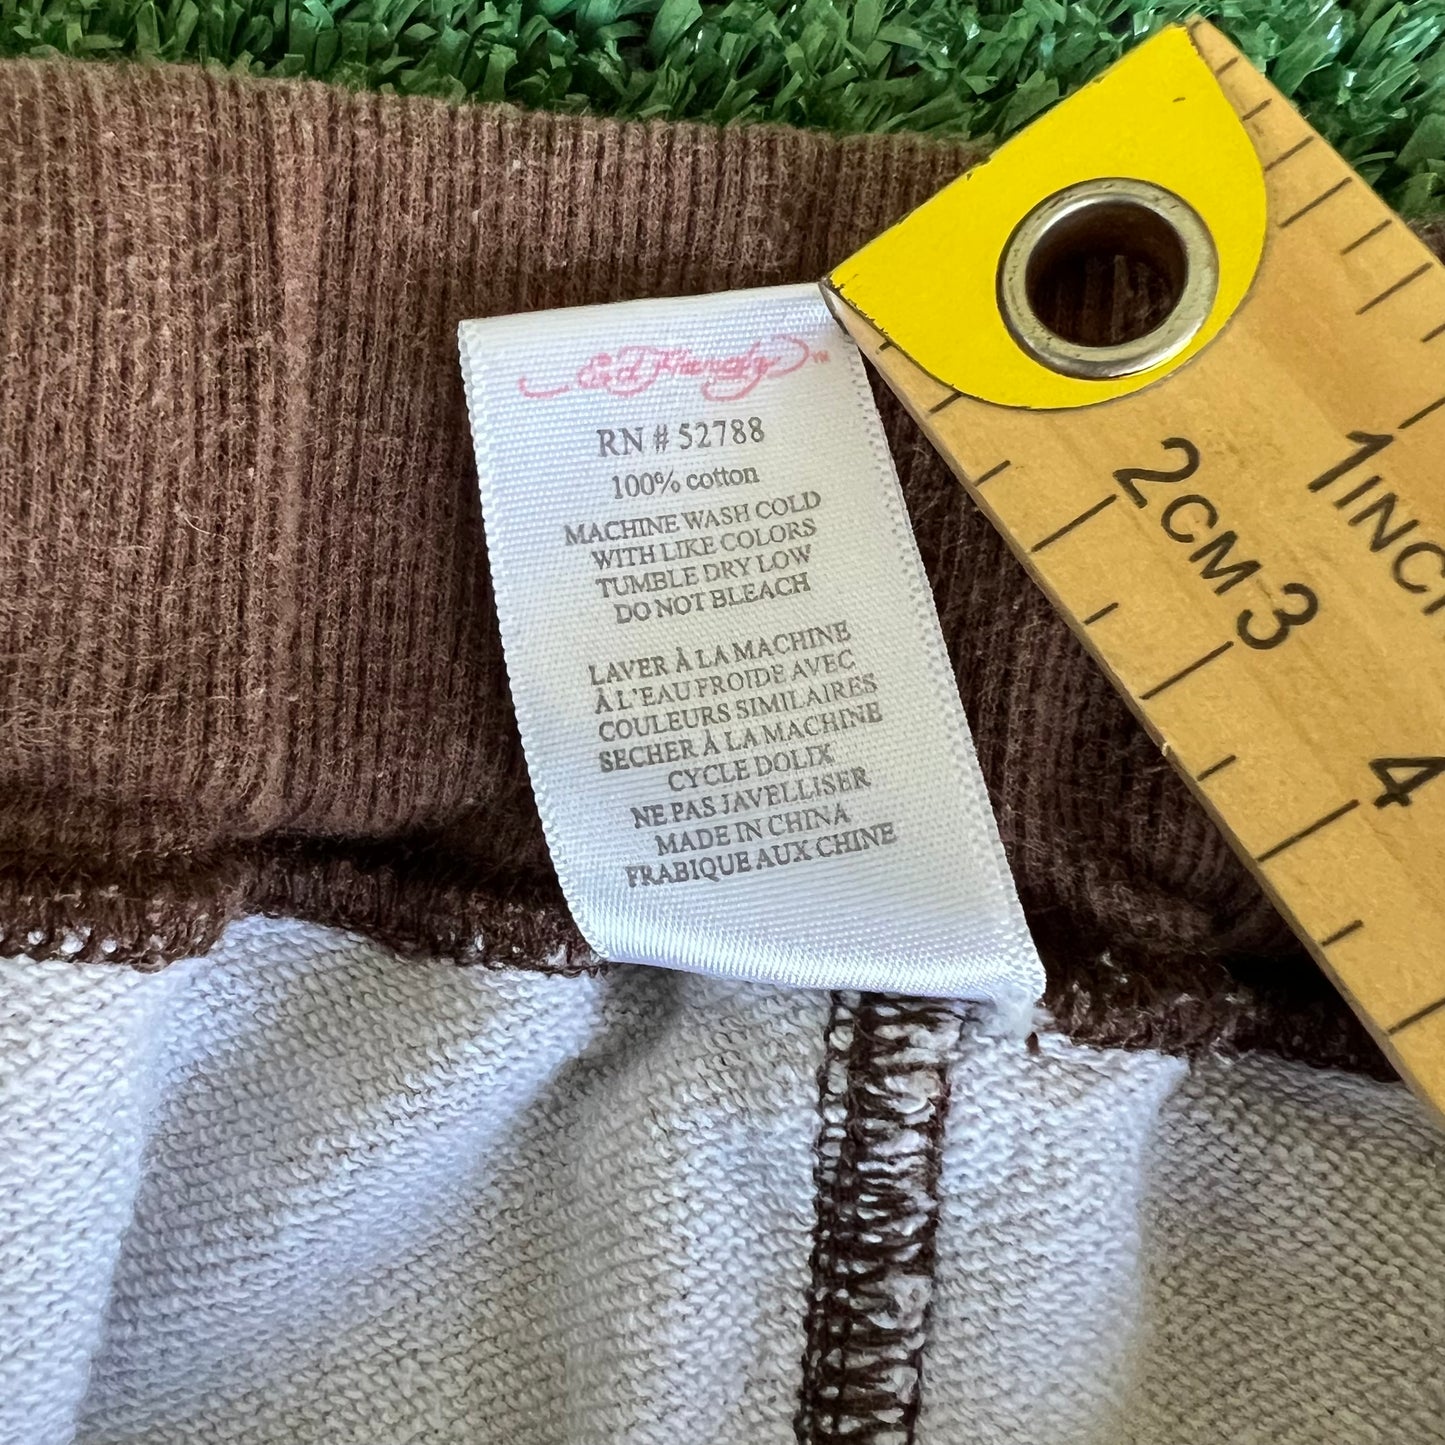 Ed Hardy™
RN # 52788
100% cotton
MACHINE WASH COLD
WITH LIKE COLORS
TUMBLE DRY LOW
DO NOT BLEACH
LAVER À LA MACHINE
À L'EAU FROIDE AVEC
COULEURS SIMILAIRES
SECHER À LA MACHINE
CYCLE DOLIX
NE PAS JAVELLISER
MADE IN CHINA
FRABIQUE AUX CHINE
1 INCH
2 CM 3
4